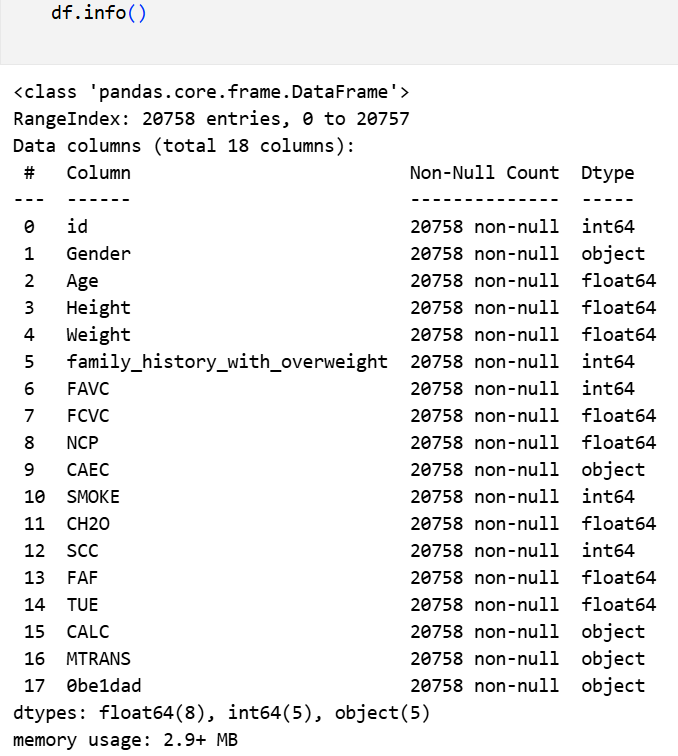 df.info()
<class 'pandas.core.frame.DataFrame'>
RangeIndex: 20758 entries, 0 to 20757
Data columns (total 18 columns):
 #   Column                          Non-Null Count  Dtype
---  ------                          --------------  -----
 0   id                              20758 non-null  int64
 1   Gender                          20758 non-null  object
 2   Age                             20758 non-null  float64
 3   Height                          20758 non-null  float64
 4   Weight                          20758 non-null  float64
 5   family_history_with_overweight  20758 non-null  int64
 6   FAVC                            20758 non-null  int64
 7   FCVC                            20758 non-null  float64
 8   NCP                             20758 non-null  float64
 9   CAEC                            20758 non-null  object
 10  SMOKE                           20758 non-null  int64
 11  CH2O                            20758 non-null  float64
 12  SCC                             20758 non-null  int64
 13  FAF                             20758 non-null  float64
 14  TUE                             20758 non-null  float64
 15  CALC                            20758 non-null  object
 16  MTRANS                          20758 non-null  object
 17  0be1dad                         20758 non-null  object
dtypes: float64(8), int64(5), object(5)
memory usage: 2.9+ MB